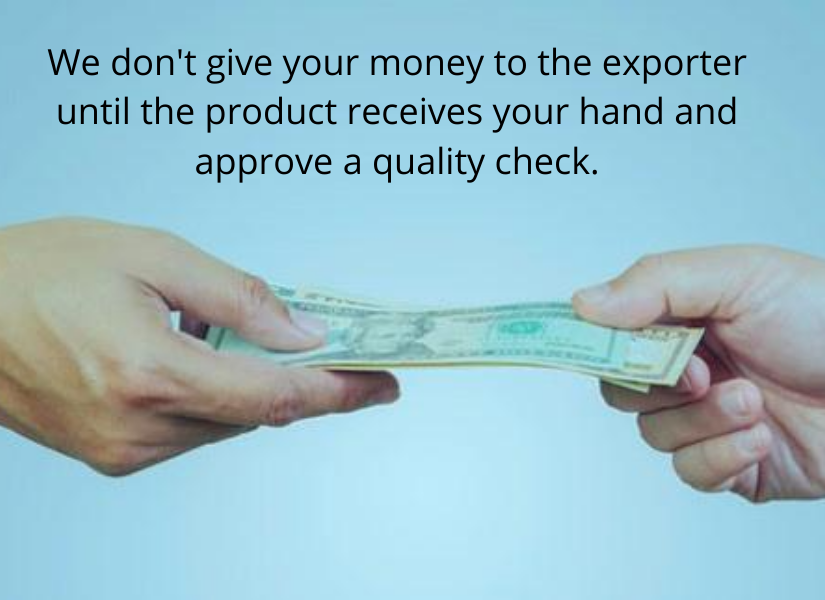 We don't give your money to the exporter
until the product receives your hand and
approve a quality check.